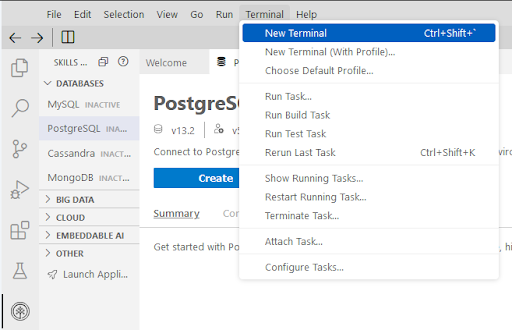 File Edit Selection View Go Run Terminal Help
SKILLS ...
Welcome
DATABASES
MySQL INACTIVE
PostgreSQL INA...
Cassandra INACT...
MongoDB INACT...
BIG DATA
CLOUD
EMBEDDABLE AI
OTHER
Launch Appli...
PostgreSQ
v13.2
Connect to Postgre
Create
Summary
Get started with Po
New Terminal Ctrl+Shift+`
New Terminal (With Profile)...
Choose Default Profile...
Run Task...
Run Build Task
Run Test Task
Rerun Last Task Ctrl+Shift+K
Show Running Tasks...
Restart Running Task...
Terminate Task...
Attach Task...
Configure Tasks...